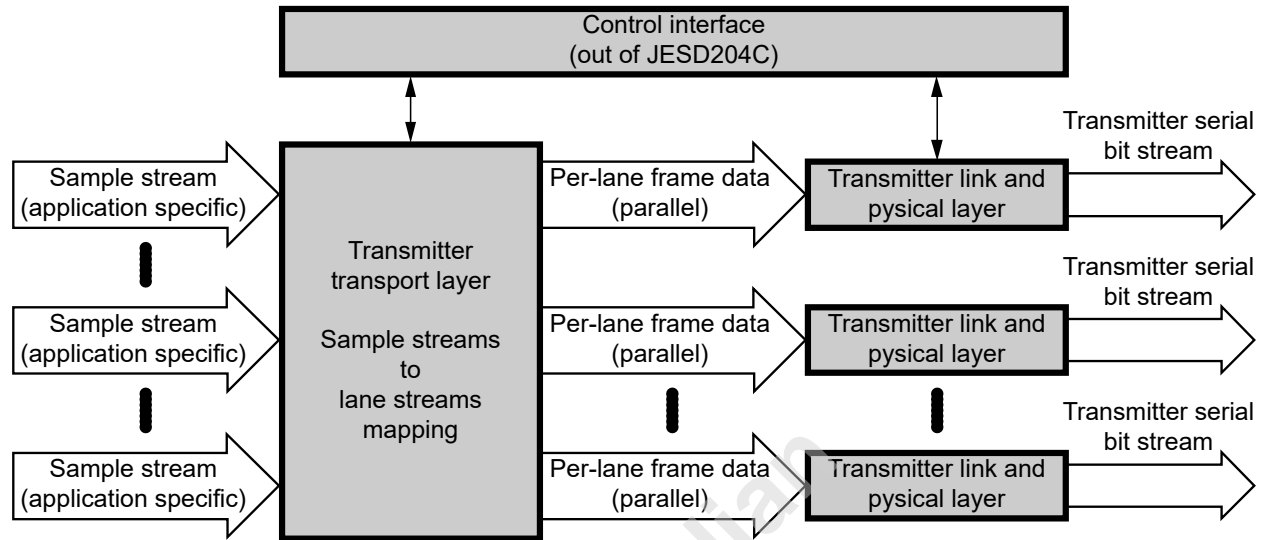 Control interface
(out of JESD204C)
Transmitter serial
bit stream
Sample stream
(application specific)
Transmitter
transport layer
Sample streams
to
lane streams
mapping
Per-lane frame data
(parallel)
Transmitter link and
pysical layer
Transmitter serial
bit stream
Sample stream
(application specific)
Per-lane frame data
(parallel)
Transmitter link and
pysical layer
Transmitter serial
bit stream
Sample stream
(application specific)
Per-lane frame data
(parallel)
Transmitter link and
pysical layer